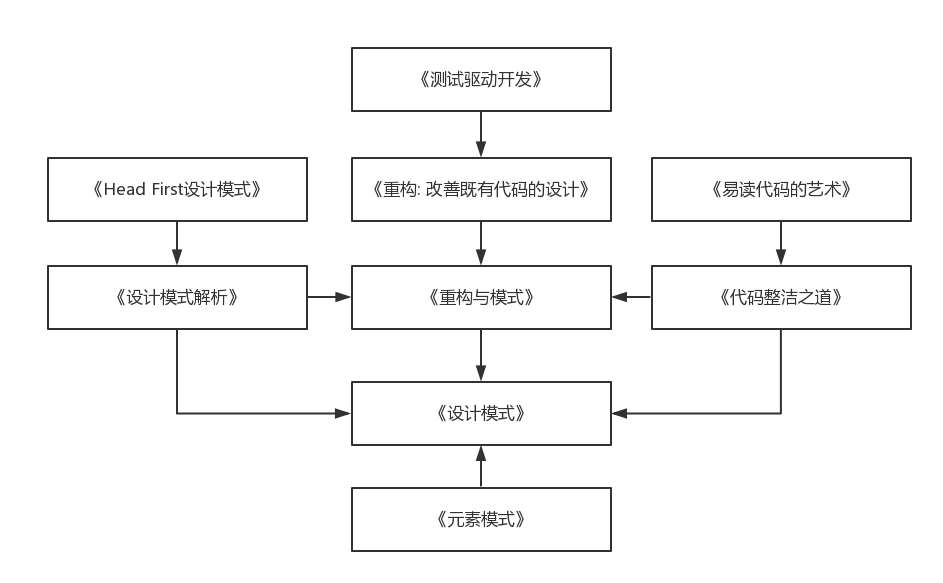 《测试驱动开发》
《Head First设计模式》
《重构: 改善既有代码的设计》
《易读代码的艺术》
《设计模式解析》
《重构与模式》
《代码整洁之道》
《设计模式》
《元素模式》